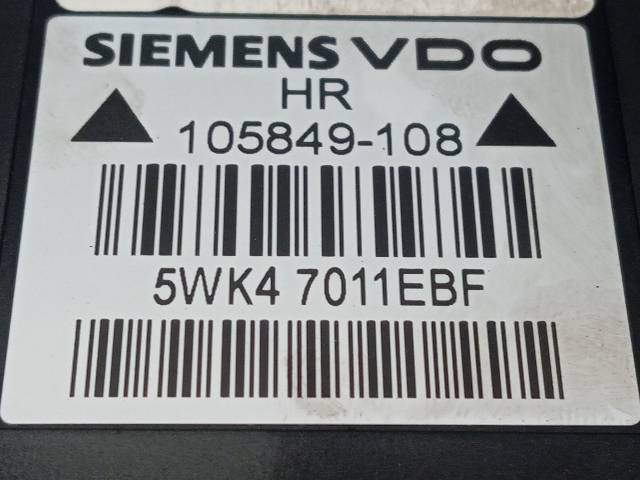 SIEMENS VDO
HR
105849-108
5WK4 7011EBF